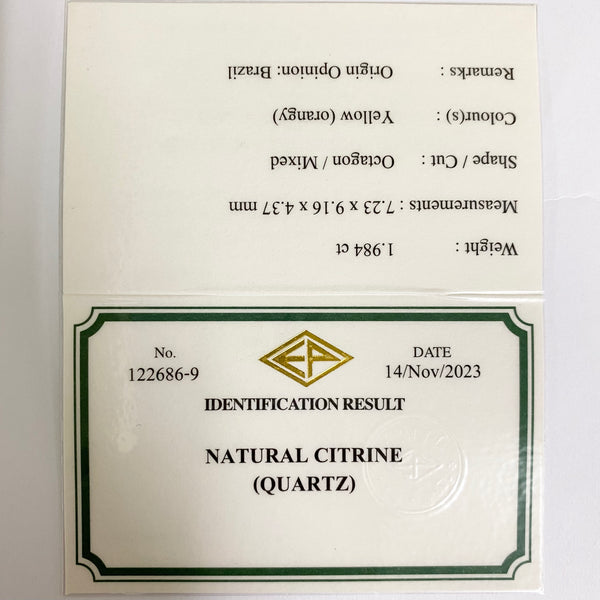 Weight : 1.984 ct
Measurements : 7.23 x 9.16 x 4.37 mm
Shape / Cut : Octagon / Mixed
Colour(s) : Yellow (orangy)
Remarks : Origin Opinion: Brazil
No.
122686-9
DATE
14/Nov/2023
IDENTIFICATION RESULT
NATURAL CITRINE
(QUARTZ)